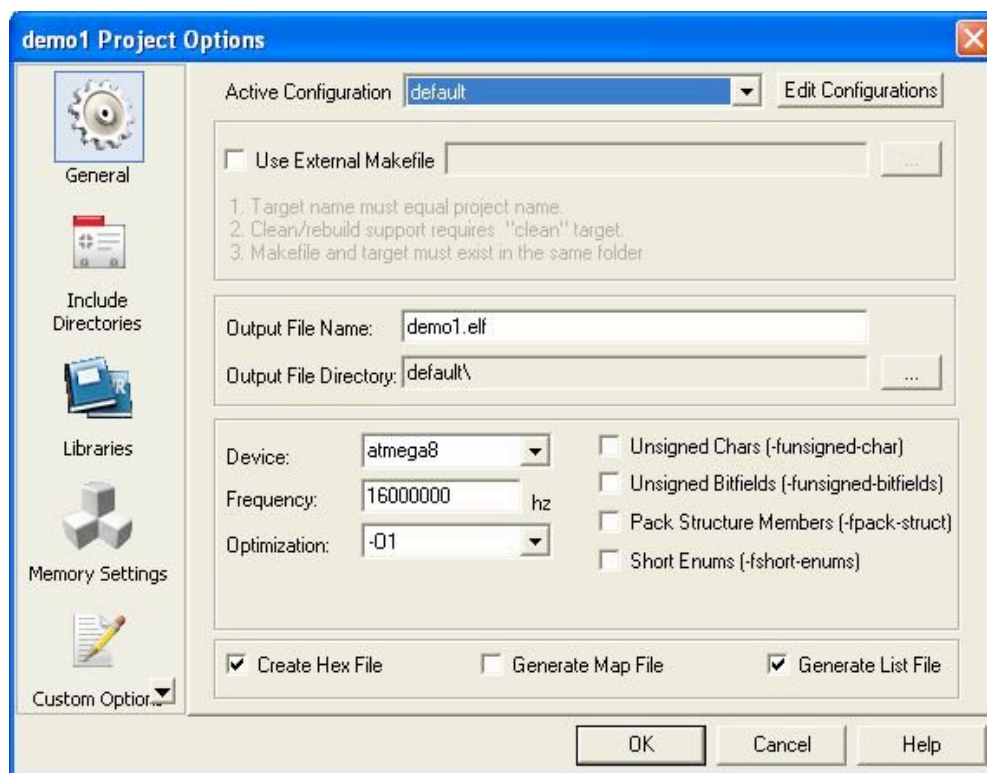 demo1 Project Options
General
Include
Directories
Libraries
Memory Settings
Custom Option
Active Configuration default Edit Configurations
Use External Makefile ...
1. Target name must equal project name.
2. Clean/rebuild support requires "clean" target.
3. Makefile and target must exist in the same folder
Output File Name: demo1.elf
Output File Directory: default\ ...
Device: atmega8
Frequency: 16000000 hz
Optimization: -O1
Unsigned Chars (-funsigned-char)
Unsigned Bitfields (-funsigned-bitfields)
Pack Structure Members (-fpack-struct)
Short Enums (-fshort-enums)
Create Hex File Generate Map File Generate List File
OK Cancel Help